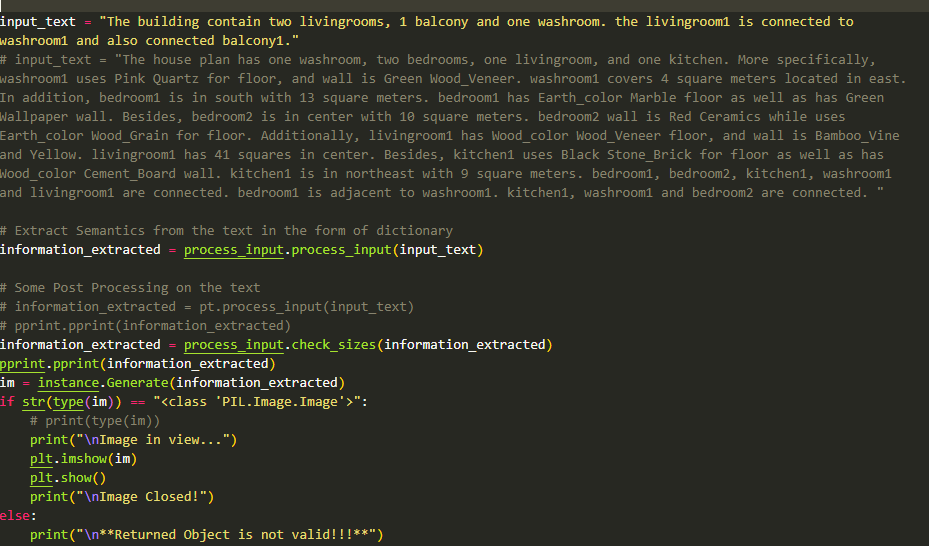 input_text = "The building contain two livingrooms, 1 balcony and one washroom. the livingroom1 is connected to
washroom1 and also connected balcony1."
# input_text = "The house plan has one washroom, two bedrooms, one livingroom, and one kitchen. More specifically,
washroom1 uses Pink Quartz for floor, and wall is Green Wood_Veneer. washroom1 covers 4 square meters located in east.
In addition, bedroom1 is in south with 13 square meters. bedroom1 has Earth_color Marble floor as well as has Green
Wallpaper wall. Besides, bedroom2 is in center with 10 square meters. bedroom2 wall is Red Ceramics while uses
Earth_color Wood_Grain for floor. Additionally, livingroom1 has Wood_color Wood_Veneer floor, and wall is Bamboo_Vine
and Yellow. livingroom1 has 41 squares in center. Besides, kitchen1 uses Black Stone_Brick for floor as well as has
Wood_color Cement_Board wall. kitchen1 is in northeast with 9 square meters. bedroom1, bedroom2, kitchen1, washroom1
and livingroom1 are connected. bedroom1 is adjacent to washroom1. kitchen1, washroom1 and bedroom2 are connected. "
# Extract Semantics from the text in the form of dictionary
information_extracted = process_input.process_input(input_text)
# Some Post Processing on the text
# information_extracted = pt.process_input(input_text)
# pprint.pprint(information_extracted)
information_extracted = process_input.check_sizes(information_extracted)
pprint.pprint(information_extracted)
im = instance.Generate(information_extracted)
if str(type(im)) == "<class 'PIL.Image.Image'>":
    # print(type(im))
    print("\nImage in view...")
    plt.imshow(im)
    plt.show()
    print("\nImage Closed!")
else:
    print("\n**Returned Object is not valid!!!**")